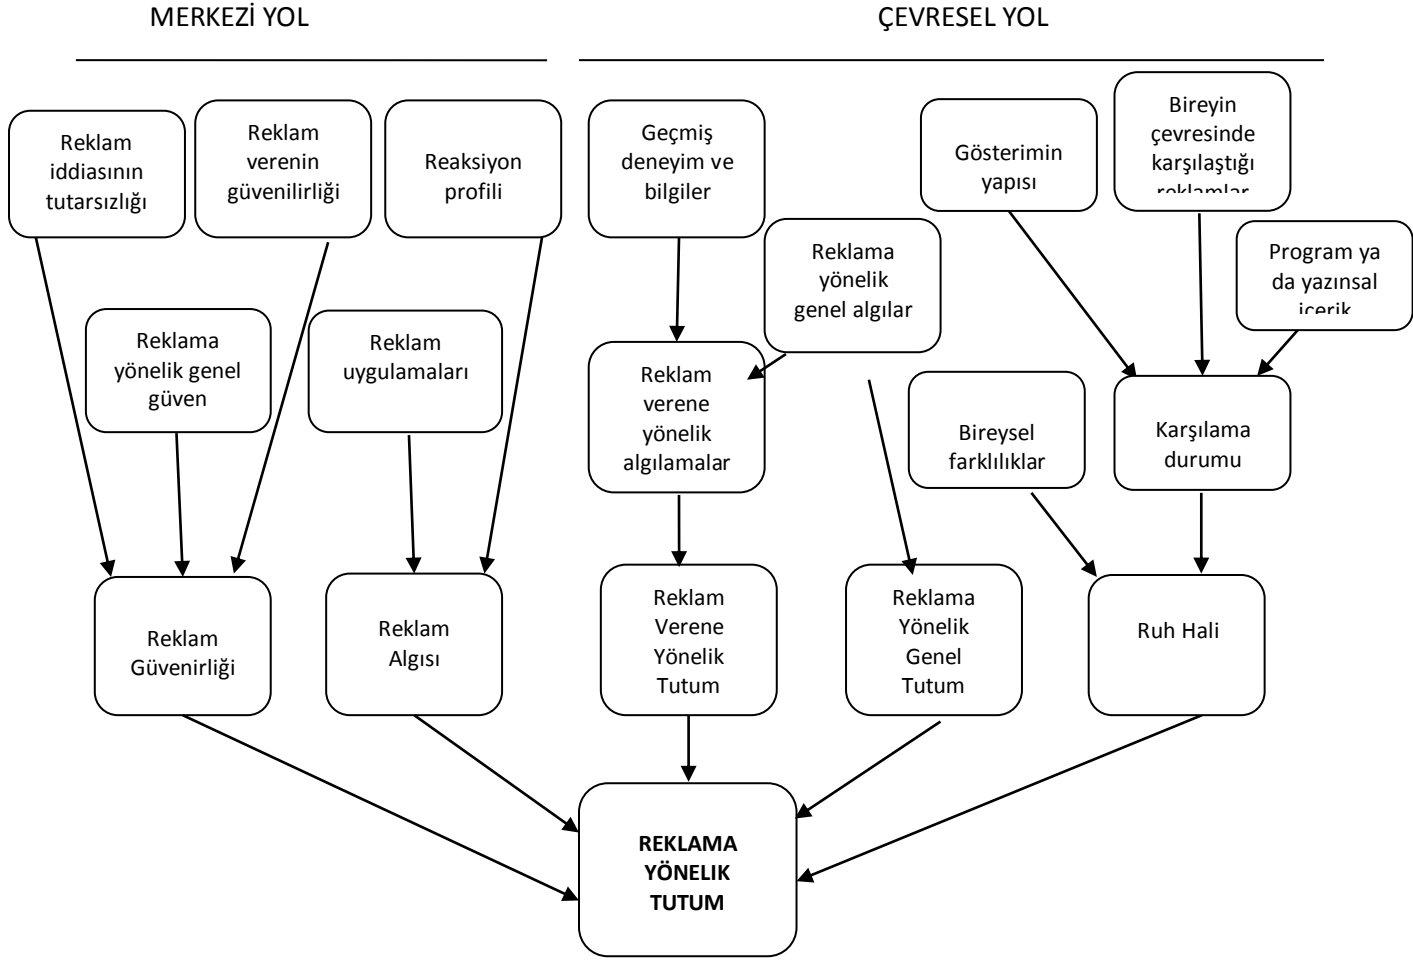 MERKEZİ YOL
ÇEVRESEL YOL
Reklam
iddiasının
tutarsızlığı
Reklam
verenin
güvenilirliği
Reaksiyon
profili
Geçmiş
deneyim ve
bilgiler
Gösterimin
yapısı
Bireyin
çevresinde
karşılaştığı
reklamlar
Reklama
yönelik
genel algılar
Program ya
da yazınsal
içerik
Reklama
yönelik genel
güven
Reklam
uygulamaları
Reklam
verene
yönelik
algılamalar
Bireysel
farklılıklar
Karşılama
durumu
Reklam
Güvenirliği
Reklam
Algısı
Reklam
Verene
Yönelik
Tutum
Reklama
Yönelik
Genel
Tutum
Ruh Hali
REKLAMA
YÖNELIK
TUTUM